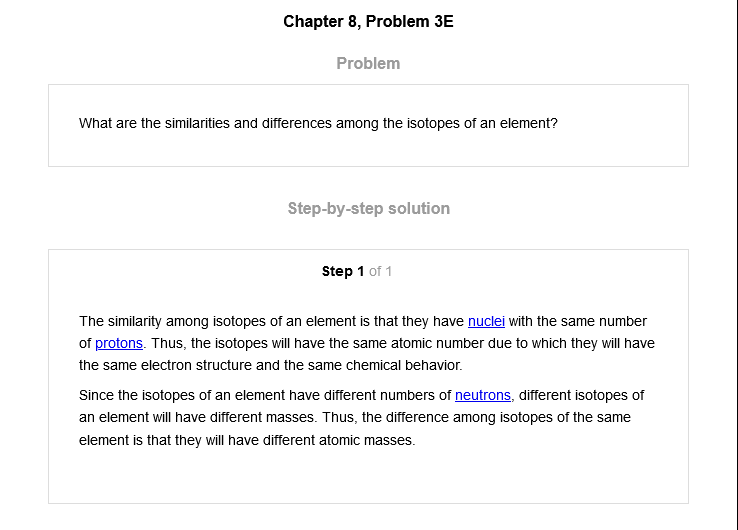 Chapter 8, Problem 3E
Problem
What are the similarities and differences among the isotopes of an element?
Step-by-step solution
Step 1 of 1
The similarity among isotopes of an element is that they have nuclei with the same number
of protons. Thus, the isotopes will have the same atomic number due to which they will have
the same electron structure and the same chemical behavior.
Since the isotopes of an element have different numbers of neutrons, different isotopes of
an element will have different masses. Thus, the difference among isotopes of the same
element is that they will have different atomic masses.